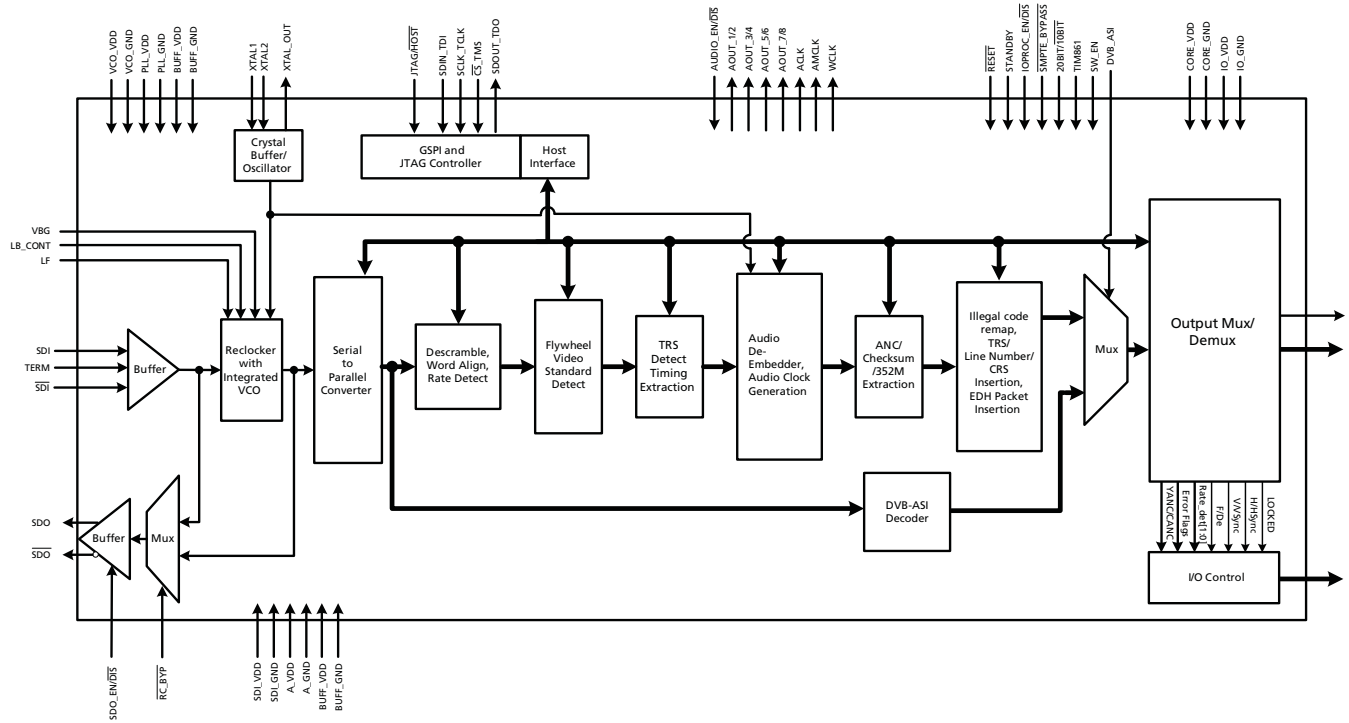 VCO_VDD
VCO_GND
PLL_VDD
PLL_GND
BUFF_VDD
BUFF_GND
XTAL1
XTAL2
XTAL_OUT
JTAG/HOST
SDIN_TDI
SCLK_TCLK
CS_TMS
SDOUT_TDO
AUDIO_EN/DIS
AOUT_1/2
AOUT_3/4
AOUT_5/6
AOUT_7/8
ACLK
AMCLK
WCLK
RESET
STANDBY
IOPROC_EN/DIS
SMPTE_BYPASS
20BIT/10BIT
TIM861
SW_EN
DVB_ASI
CORE_VDD
CORE_GND
IO_VDD
IO_GND
Crystal
Buffer/
Oscillator
GSPI and
JTAG Controller
Host
Interface
VBG
LB_CONT
LF
SDI
TERM
SDI
Buffer
Reclocker
with
Integrated
VCO
Serial
to
Parallel
Converter
Descramble,
Word Align,
Rate Detect
Flywheel
Video
Standard
Detect
TRS
Detect
Timing
Extraction
Audio
De-
Embedder,
Audio Clock
Generation
ANC/
Checksum
/352M
Extraction
Illegal code
remap,
TRS/
Line Number/
CRS
Insertion,
EDH Packet
Insertion
Mux
Output Mux/
Demux
DVB-ASI
Decoder
SDO
SDO
Buffer
Mux
YANC/CANC
Error Flags
Rate_det[1:0]
F/De
V/VSync
H/HSync
LOCKED
I/O Control
SDO_EN/DIS
RC_BYP
SDI_VDD
SDI_GND
A_VDD
A_GND
BUFF_VDD
BUFF_GND